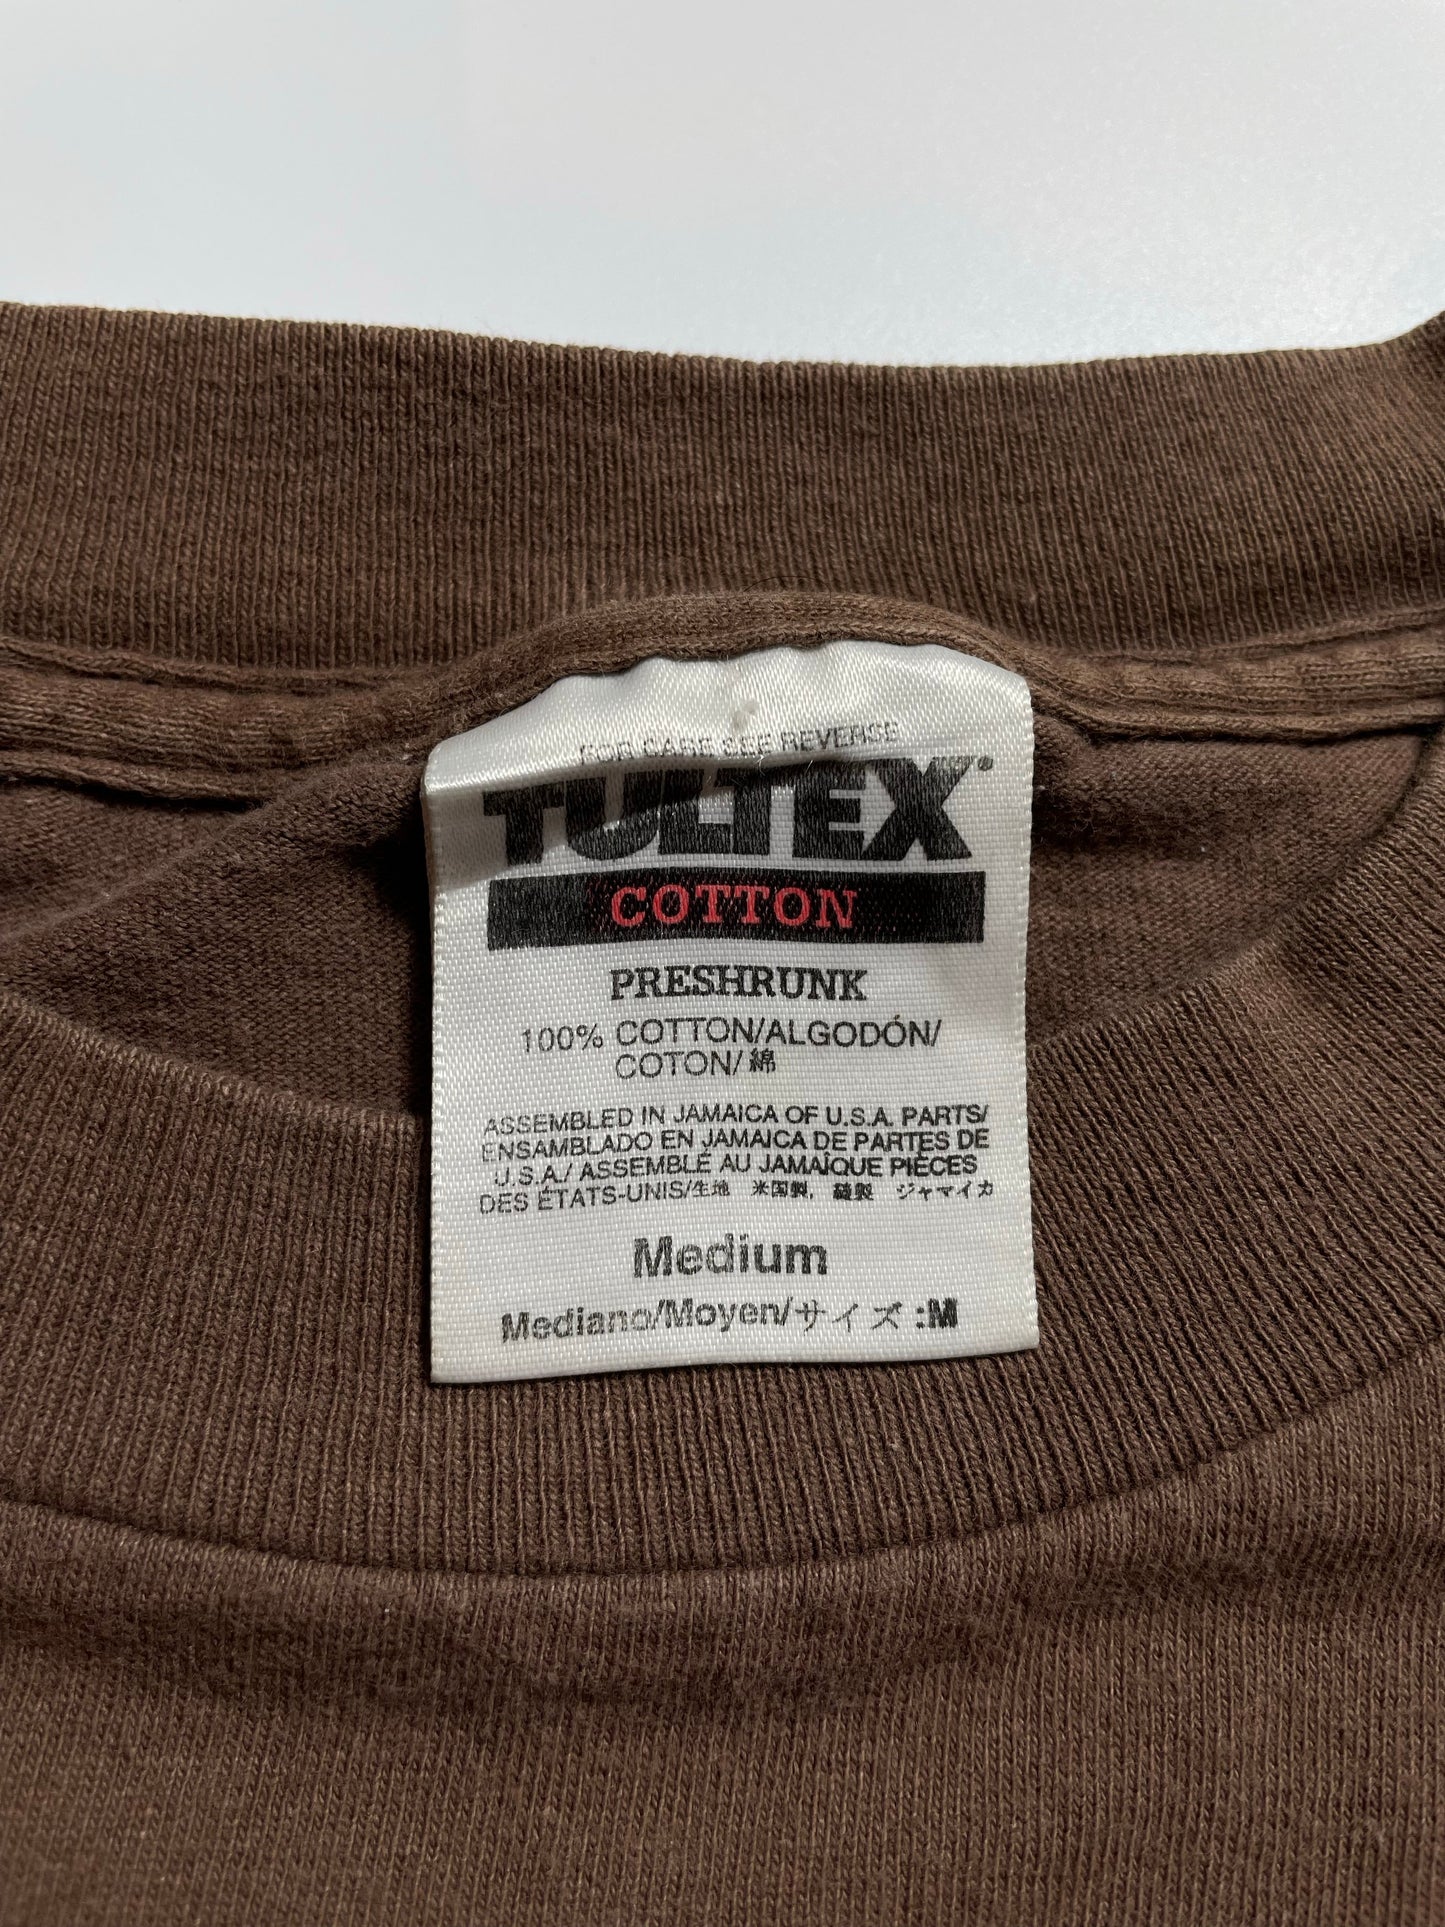 FOR CARE SEE REVERSE
TULTEX®
COTTON
PRESHRUNK
100% COTTON/ALGODÓN/
COTON/綿
ASSEMBLED IN JAMAICA OF U.S.A. PARTS/
ENSAMBLADO EN JAMAICA DE PARTES DE
U.S.A./ ASSEMBLÉ AU JAMAÎQUE PIÈCES
DES ÉTATS-UNIS/生地 米国製, 縫製 ジャマイカ
Medium
Mediano/Moyen/サイズ :M